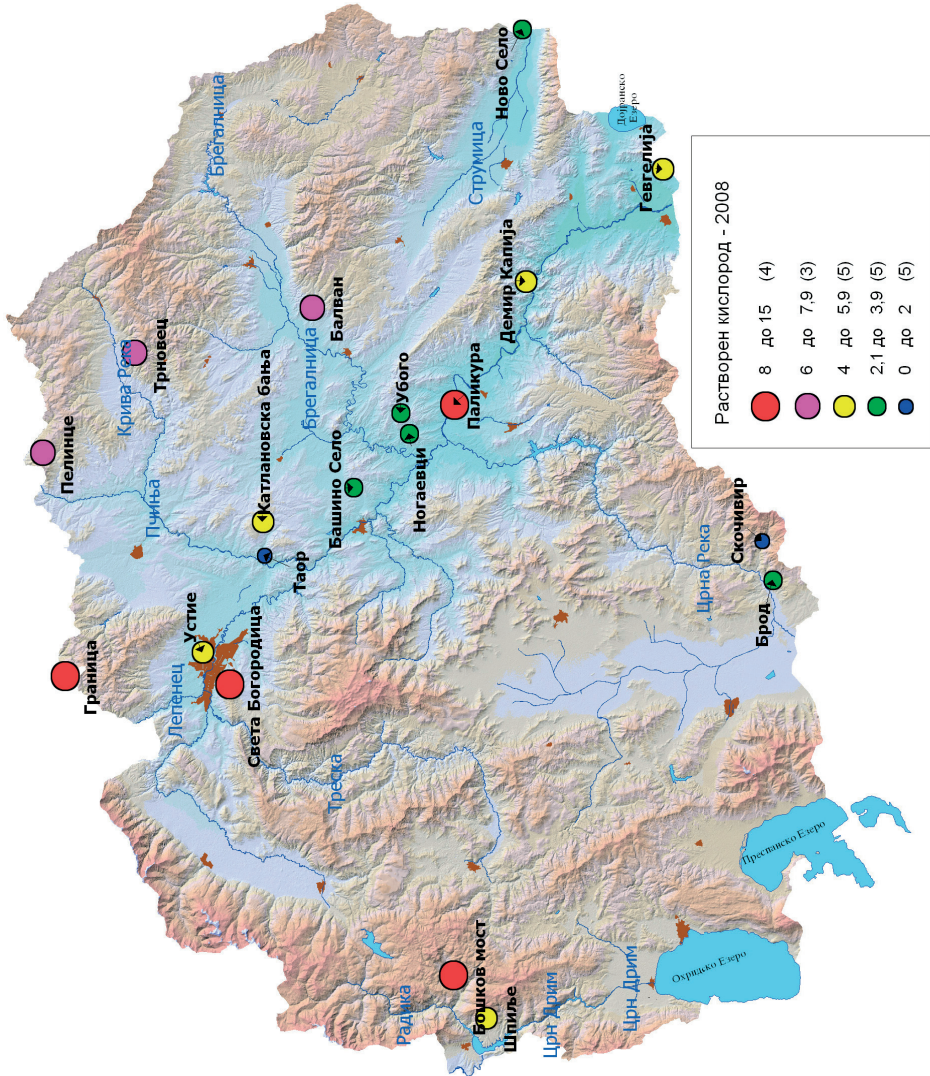 Граница
Пелинце
Крива Река
Трновец
Брегалница
Лепенец
Устие
Пчиња
Катлановска бања
Таор
Света Богородица
Башино Село
Брегалница
Балван
Струмица
Ново Село
Треска
Ногаевци
Убого
Паликура
Демир Капија
Гевгелија
Дојранско
Езеро
Радика
Бошков мост
Шпиље
Црн Дрим
Црн Дрим
Охридско Езеро
Преспанско Езеро
Црна Река
Скочивир
Брод
Растворен кислород - 2008
8 до 15 (4)
6 до 7,9 (3)
4 до 5,9 (5)
2,1 до 3,9 (5)
0 до 2 (5)